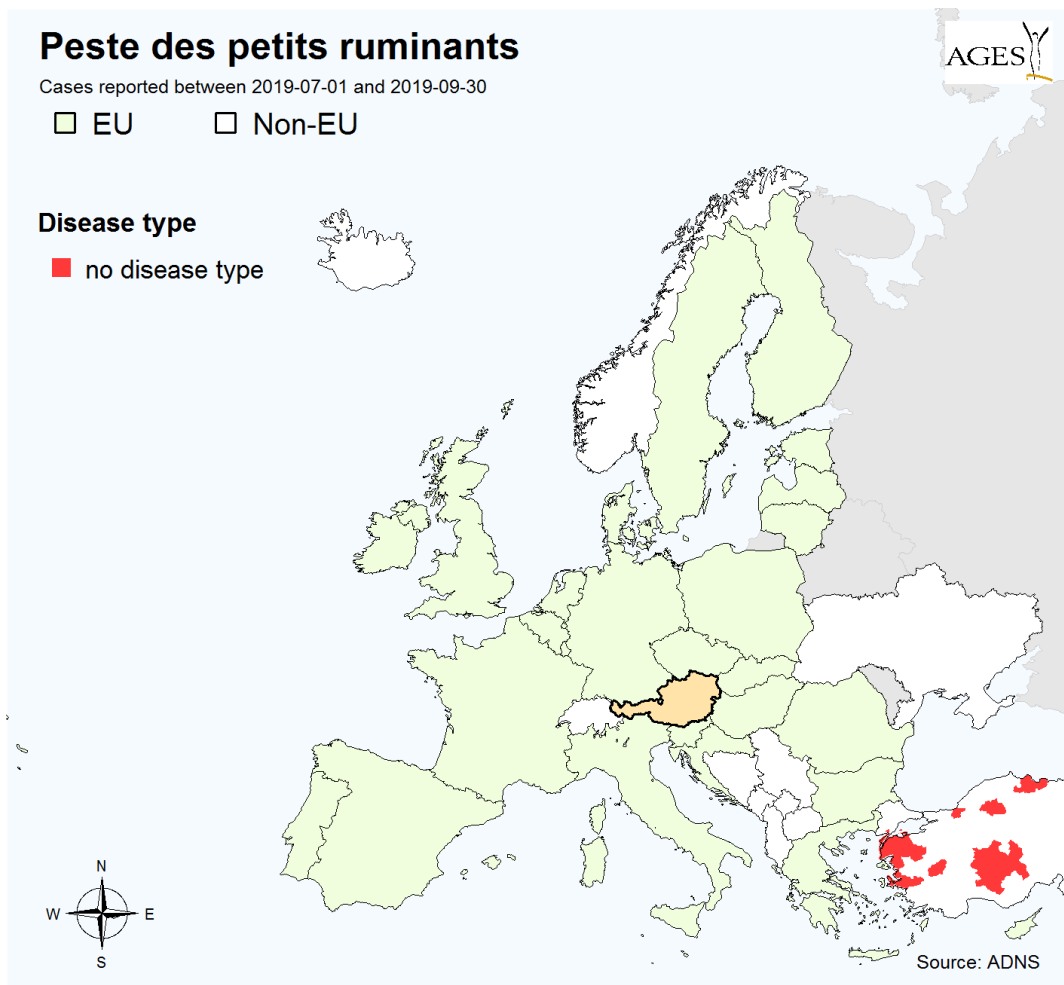 Peste des petits ruminants
AGES
Cases reported between 2019-07-01 and 2019-09-30
EU
Non-EU
Disease type
no disease type
N
W
E
S
Source: ADNS